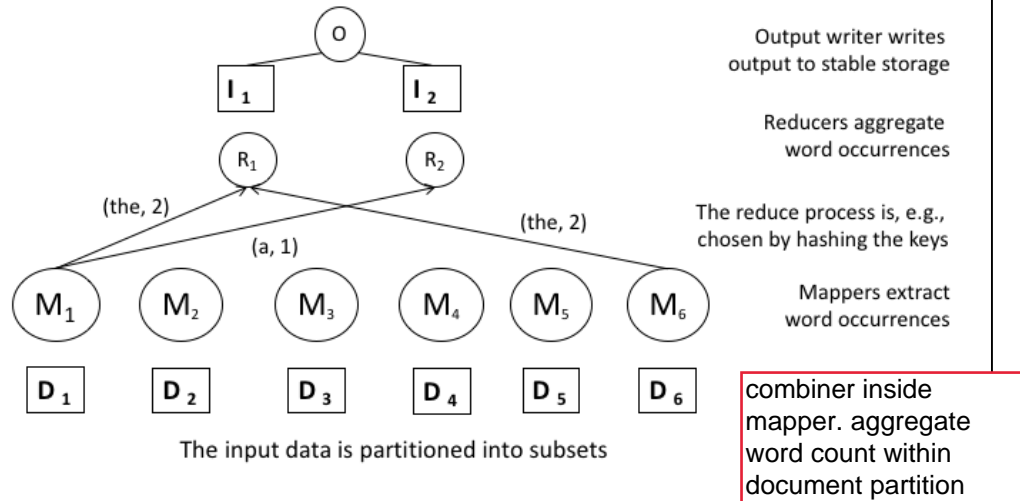 O
Output writer writes
output to stable storage
I 1
I 2
Reducers aggregate
word occurrences
R1
R2
(the, 2)
(the, 2)
The reduce process is, e.g.,
chosen by hashing the keys
(a, 1)
M1
M2
M3
M4
M5
M6
Mappers extract
word occurrences
D 1
D 2
D 3
D 4
D 5
D 6
The input data is partitioned into subsets
combiner inside
mapper. aggregate
word count within
document partition